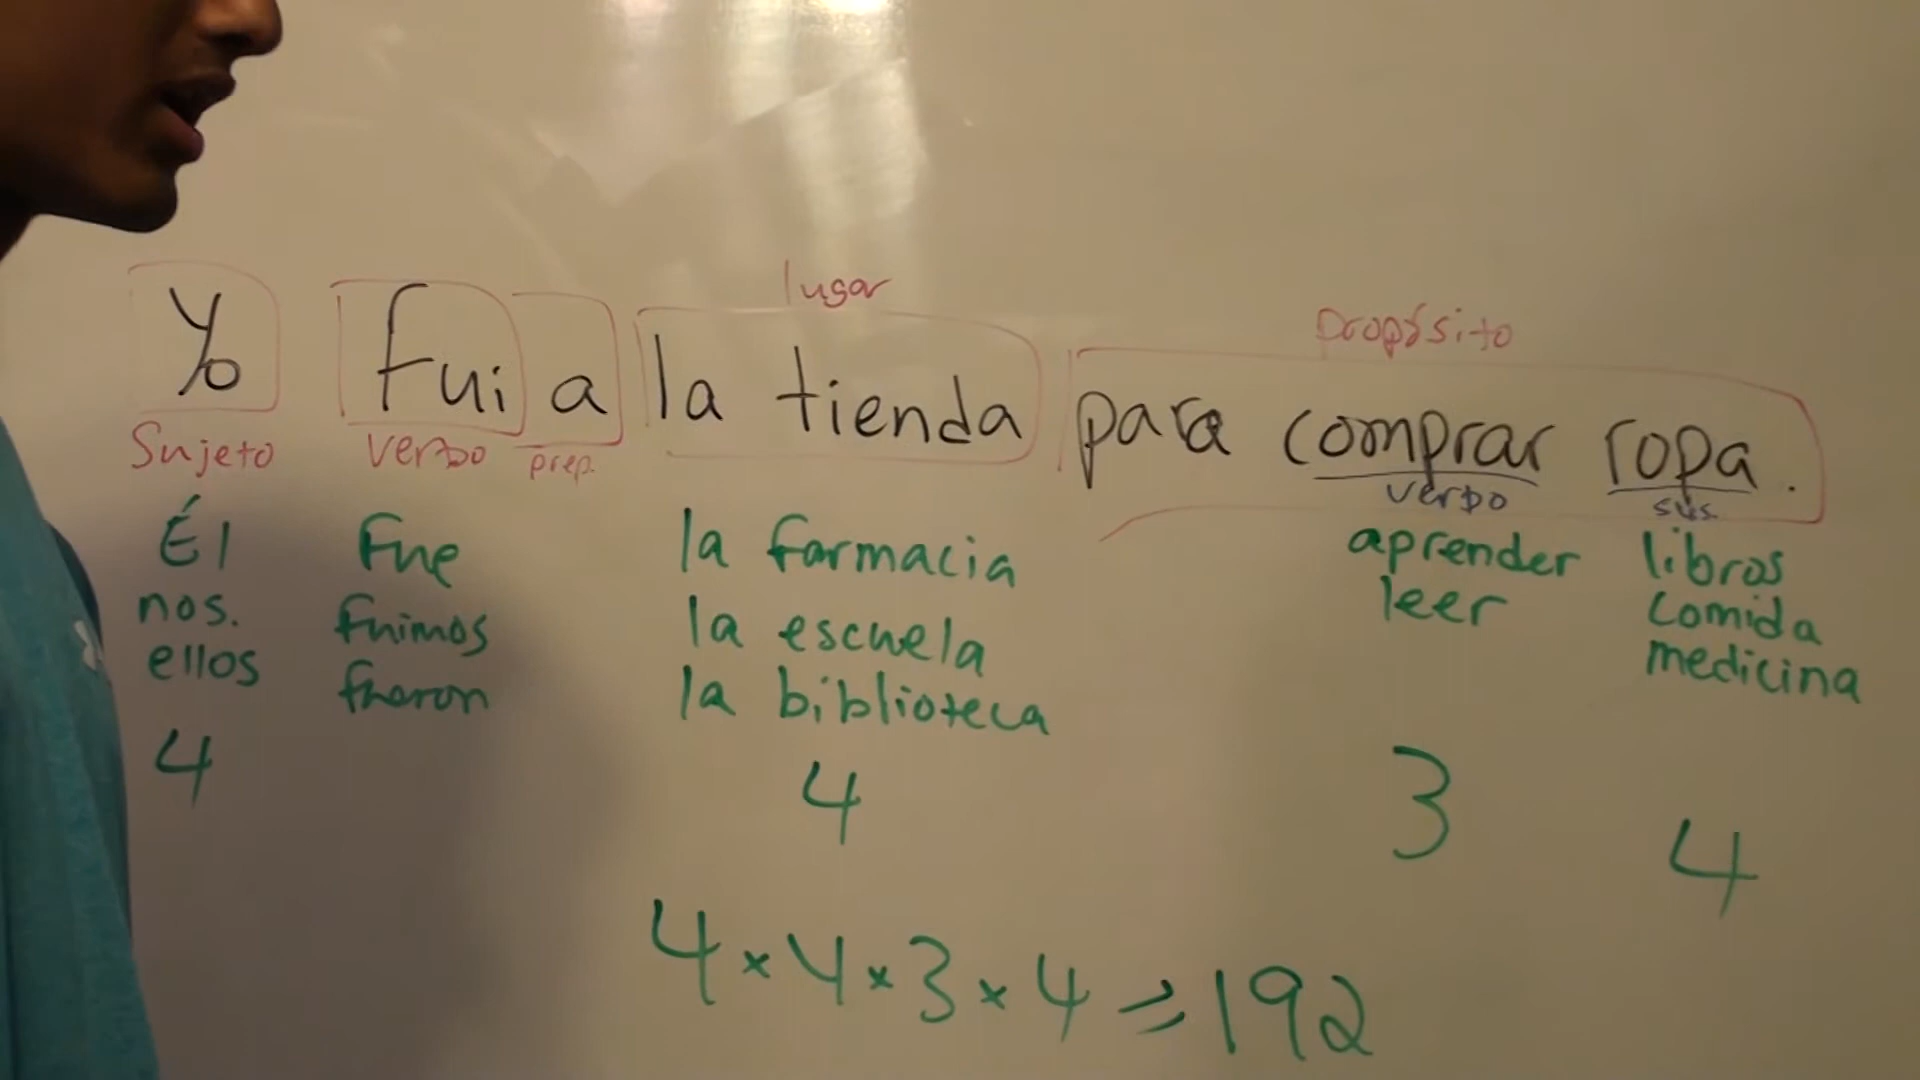 lugar
propósito
Yo fui a la tienda para comprar ropa.
Sujeto verbo prep. verbo sus.
Él fue la farmacia aprender libros
nos. fuimos la escuela leer comida
ellos fueron la biblioteca medicina
4 4 3 4
4 × 4 × 3 × 4 => 192